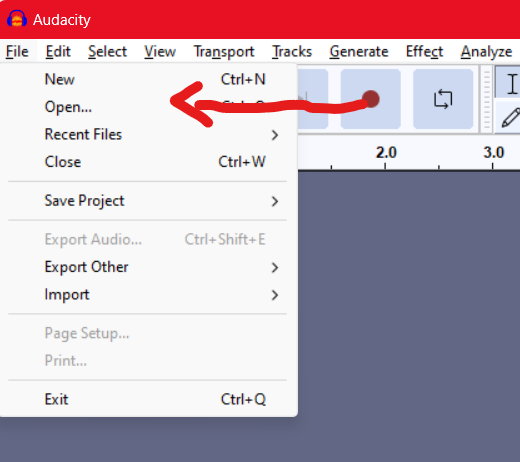 Audacity
File Edit Select View Transport Tracks Generate Effect Analyze
New Ctrl+N
Open...
Recent Files
Close Ctrl+W
2.0 3.0
Save Project
Export Audio... Ctrl+Shift+E
Export Other
Import
Page Setup...
Print...
Exit Ctrl+Q